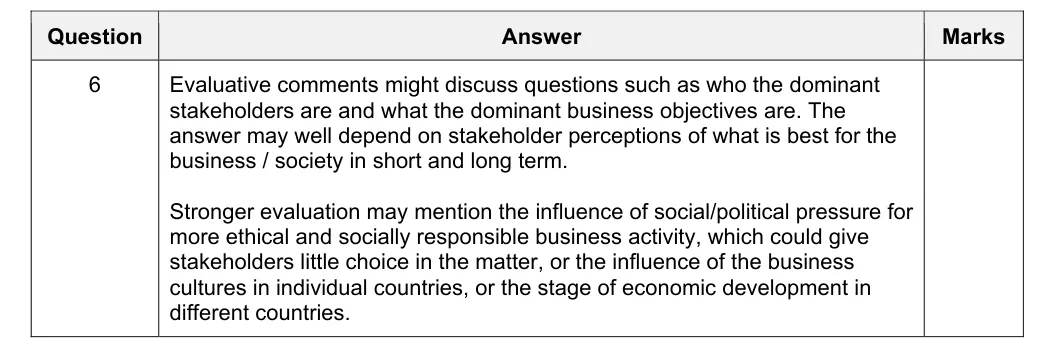 Question Answer Marks
6 Evaluative comments might discuss questions such as who the dominant
stakeholders are and what the dominant business objectives are. The
answer may well depend on stakeholder perceptions of what is best for the
business / society in short and long term.
Stronger evaluation may mention the influence of social/political pressure for
more ethical and socially responsible business activity, which could give
stakeholders little choice in the matter, or the influence of the business
cultures in individual countries, or the stage of economic development in
different countries.